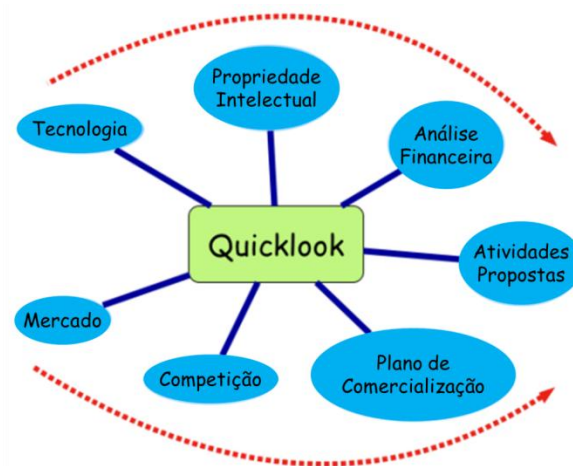 Propriedade
Intelectual
Tecnologia
Análise
Financeira
Quicklook
Atividades
Propostas
Mercado
Competição
Plano de
Comercialização